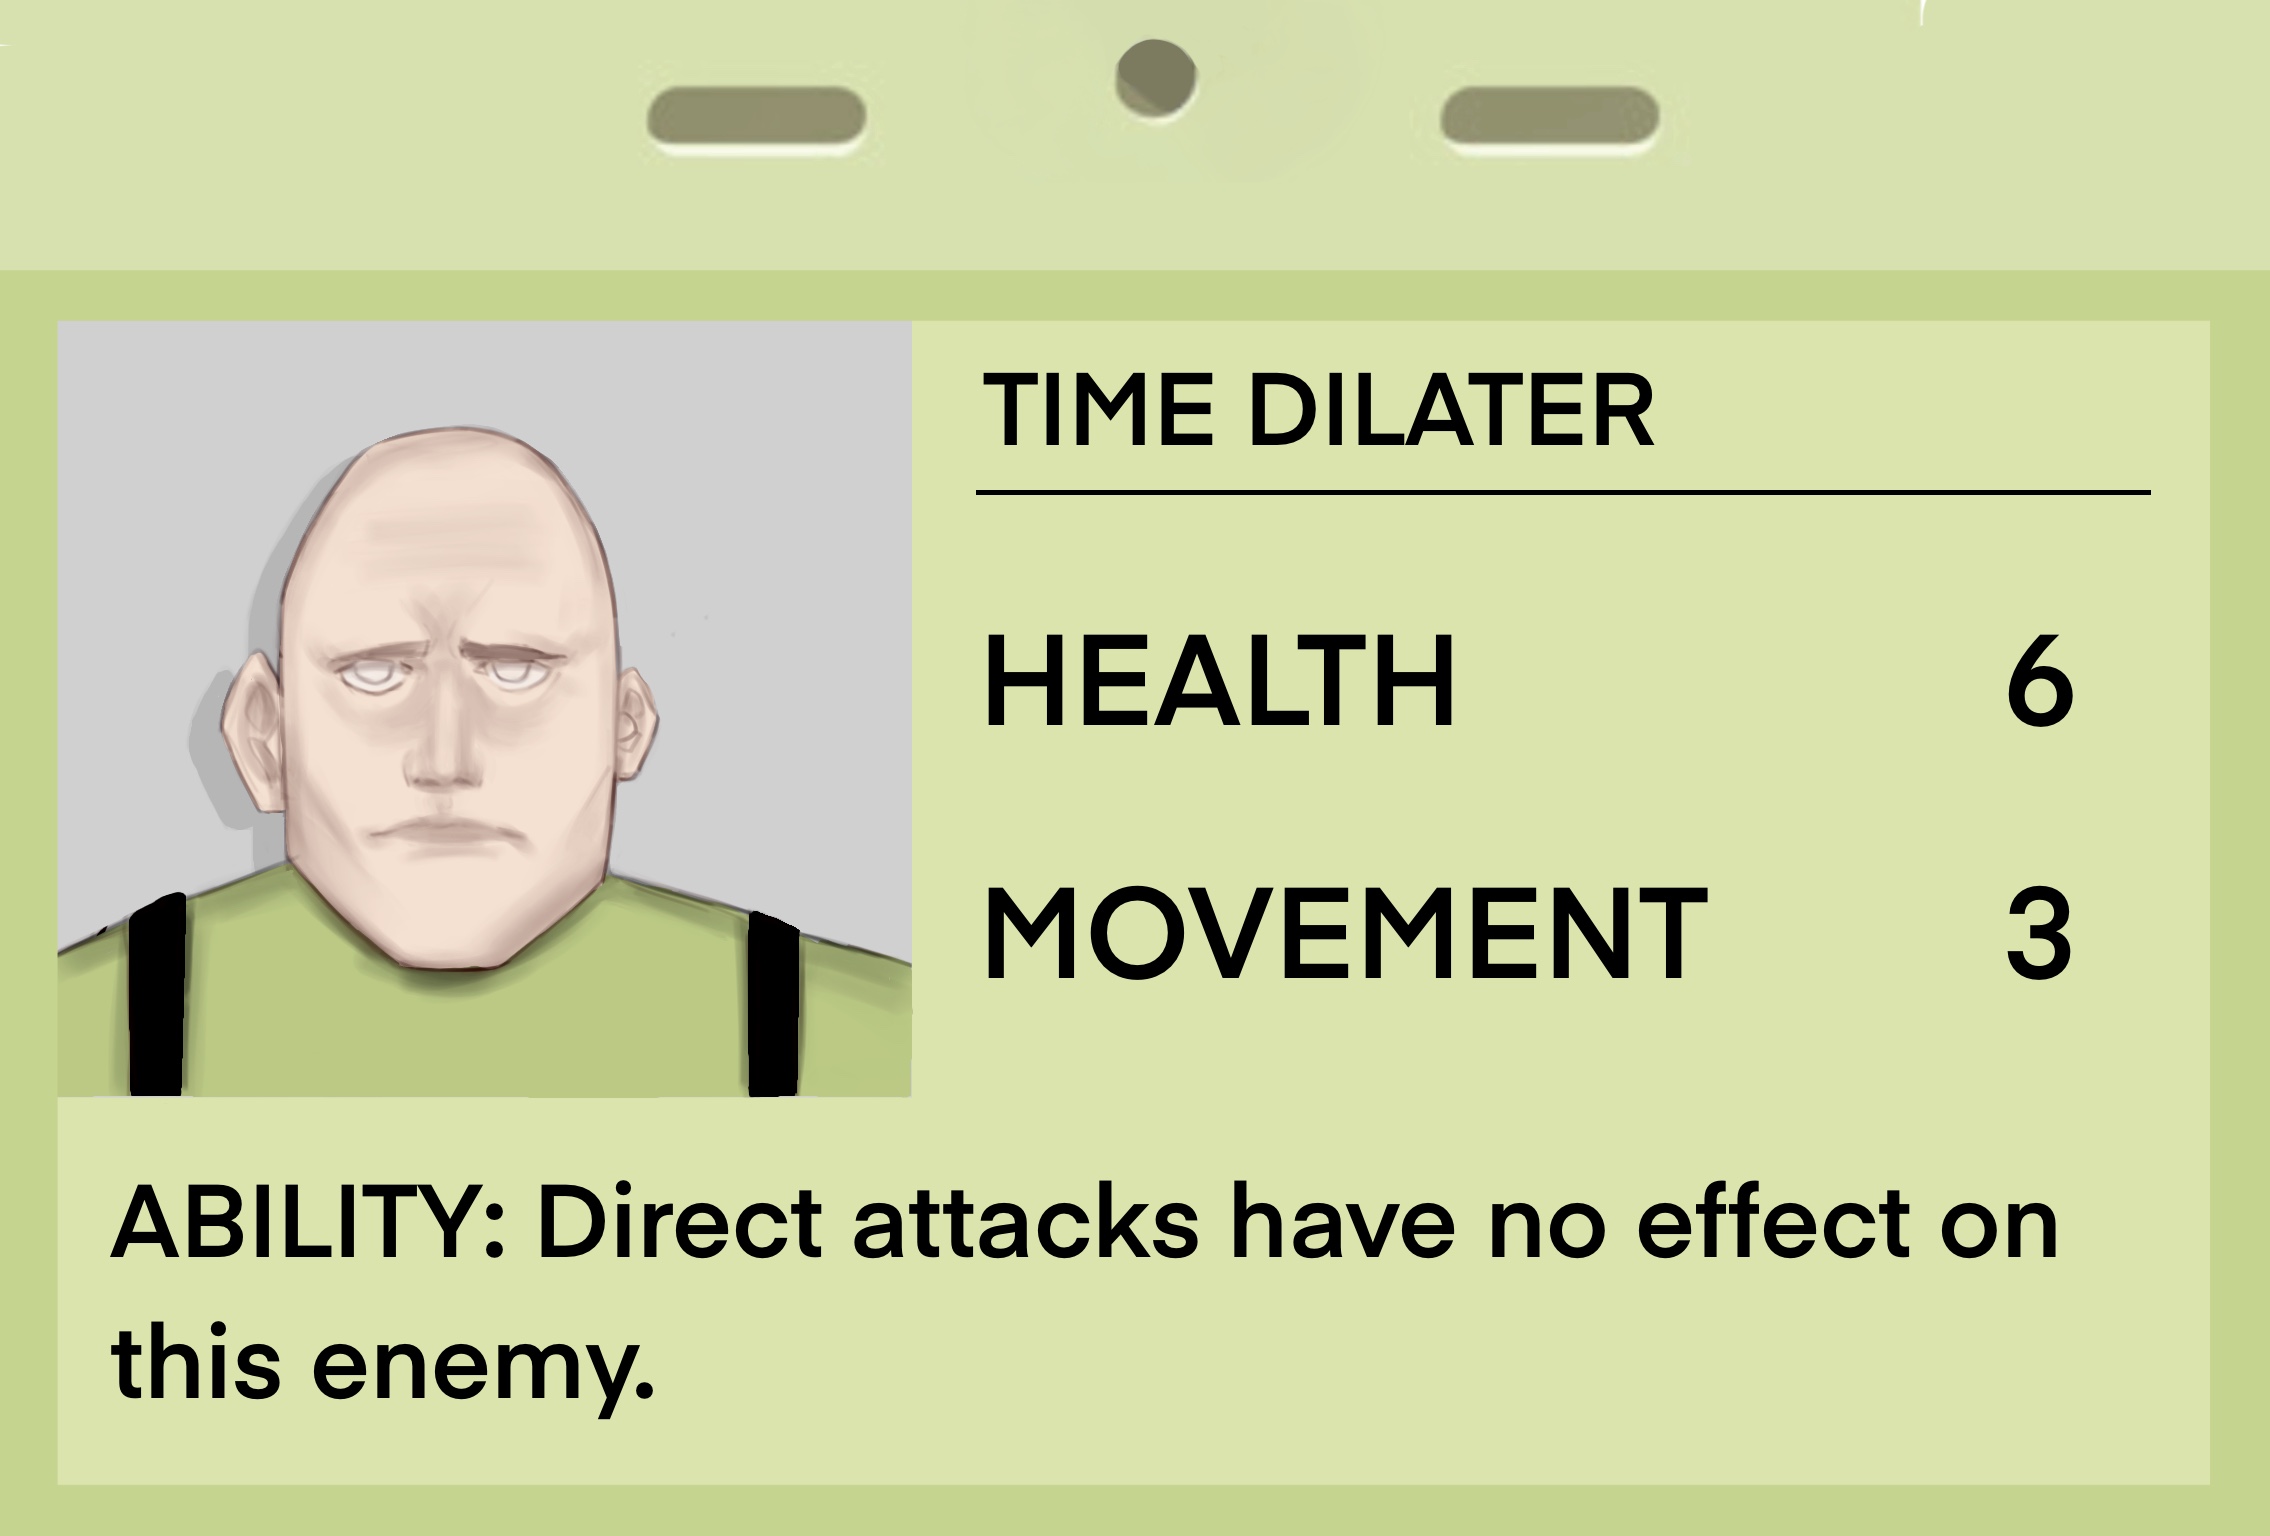 TIME DILATER
HEALTH 6
MOVEMENT 3
ABILITY: Direct attacks have no effect on
this enemy.